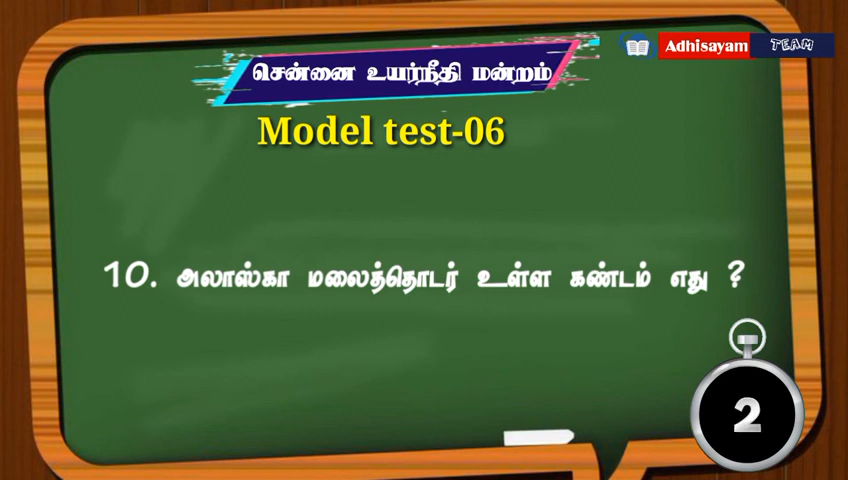 Adhisayam TEAM
சென்னை உயர்நீதி மன்றம்
Model test-06
10. அலாஸ்கா மலைத்தொடர் உள்ள கண்டம் எது ?
2